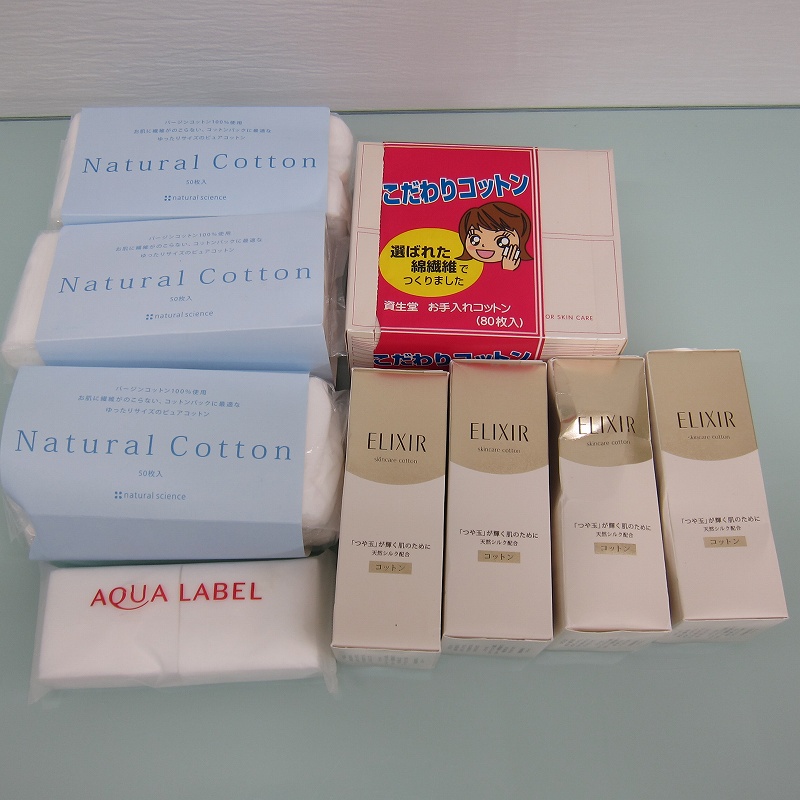 バージンコットン100%使用
お肌に繊維がのこらない、コットンパックに最適な
ゆったりサイズのピュアコットン
Natural Cotton
50枚入
natural science
バージンコットン100%使用
お肌に繊維がのこらない、コットンパックに最適な
ゆったりサイズのピュアコットン
Natural Cotton
50枚入
natural science
バージンコットン100%使用
お肌に繊維がのこらない、コットンパックに最適な
ゆったりサイズのピュアコットン
Natural Cotton
50枚入
natural science
AQUA LABEL
こだわりコットン
選ばれた
綿繊維で
つくりました
資生堂 お手入れコットン
(80枚入)
OR SKIN CARE
こだわりコットン
ELIXIR
skincare cotton
「つや玉」が輝く肌のために
天然シルク配合
コットン
ELIXIR
skincare cotton
「つや玉」が輝く肌のために
天然シルク配合
コットン
ELIXIR
skincare cotton
「つや玉」が輝く肌のために
天然シルク配合
コットン
ELIXIR
skincare cotton
「つや玉」が輝く肌のために
天然シルク配合
コットン